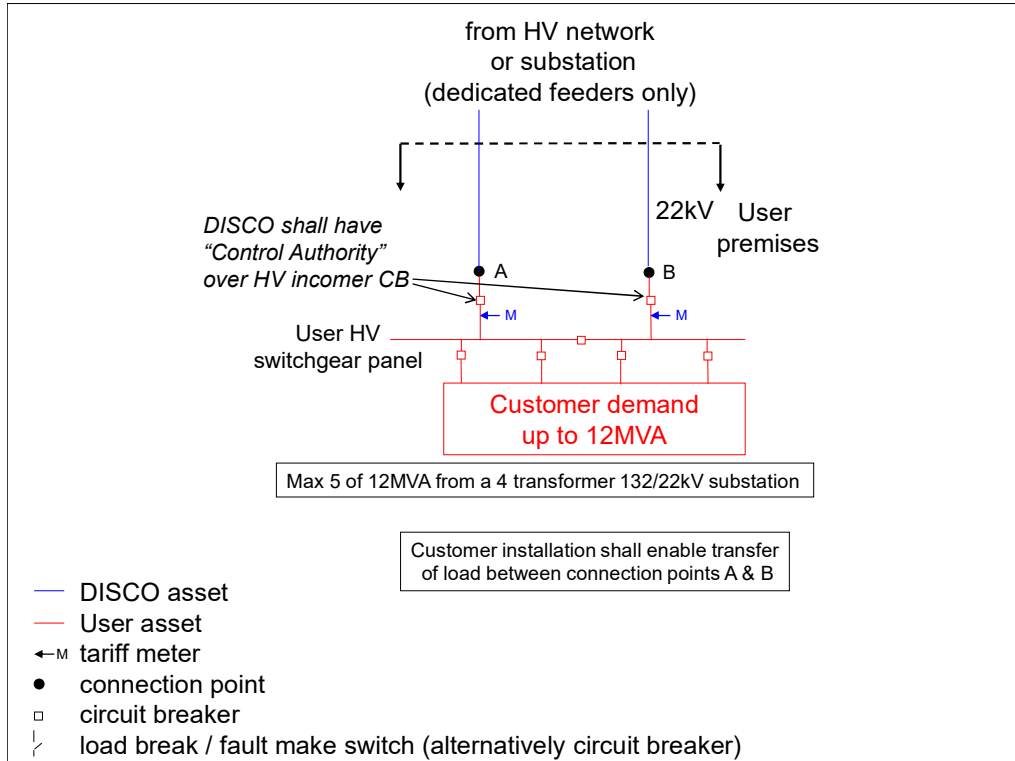 from HV network
or substation
(dedicated feeders only)
22kV
User
premises
DISCO shall have
“Control Authority”
over HV incomer CB
A
B
M
M
User HV
switchgear panel
Customer demand
up to 12MVA
Max 5 of 12MVA from a 4 transformer 132/22kV substation
Customer installation shall enable transfer
of load between connection points A & B
DISCO asset
User asset
M tariff meter
connection point
circuit breaker
load break / fault make switch (alternatively circuit breaker)